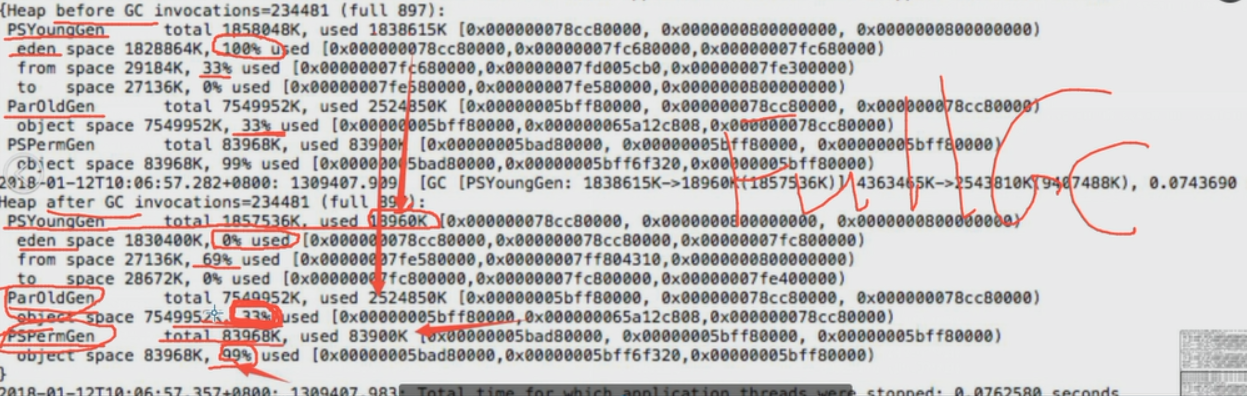 {Heap before GC invocations=234481 (full 897):
PSYoungGen total 1858048K, used 1838615K [0x000000078cc80000, 0x0000000800000000, 0x0000000800000000)
eden space 1828864K, 100% used [0x000000078cc80000,0x00000007fc680000,0x00000007fc680000)
from space 29184K, 33% used [0x00000007fc680000,0x00000007fd005cb0,0x00000007fe300000)
to space 27136K, 0% used [0x00000007fe580000,0x00000007fe580000,0x0000000800000000)
ParOldGen total 7549952K, used 2524850K [0x00000005bff80000, 0x000000078cc80000, 0x000000078cc80000)
object space 7549952K, 33% used [0x00000005bff80000,0x000000065a12c808,0x000000078cc80000)
PSPermGen total 83968K, used 83900K [0x00000005bad80000, 0x00000005bff80000, 0x00000005bff80000)
object space 83968K, 99% used [0x00000005bad80000,0x00000005bff6f320,0x00000005bff80000)
2018-01-12T10:06:57.282+0800: 1309407.909: [GC [PSYoungGen: 1838615K->18960K(1857536K)] 4363465K->2543810K(9407488K), 0.0743690
Full GC
Heap after GC invocations=234481 (full 897):
PSYoungGen total 1857536K, used 18960K [0x000000078cc80000, 0x0000000800000000, 0x0000000800000000)
eden space 1830400K, 0% used [0x000000078cc80000,0x000000078cc80000,0x00000007fc800000)
from space 27136K, 69% used [0x00000007fe580000,0x00000007ff804310,0x0000000800000000)
to space 28672K, 0% used [0x00000007fc800000,0x00000007fc800000,0x00000007fe400000)
ParOldGen total 7549952K, used 2524850K [0x00000005bff80000, 0x000000078cc80000, 0x000000078cc80000)
object space 7549952K, 33% used [0x00000005bff80000,0x000000065a12c808,0x000000078cc80000)
PSPermGen total 83968K, used 83900K [0x00000005bad80000, 0x00000005bff80000, 0x00000005bff80000)
object space 83968K, 99% used [0x00000005bad80000,0x00000005bff6f320,0x00000005bff80000)
}
2018-01-12T10:06:57.357+0800: 1309407.983: Total time for which application threads were stopped: 0.0762580 seconds